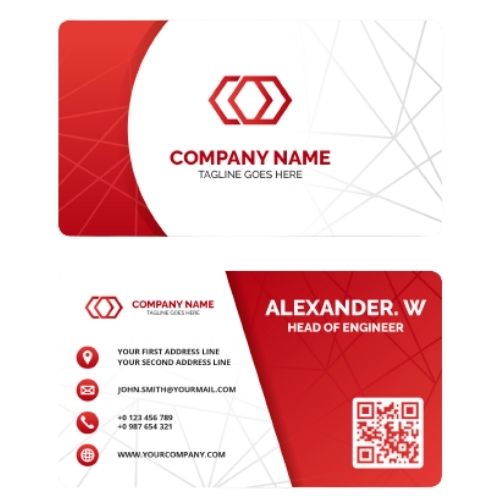 COMPANY NAME
TAGLINE GOES HERE
COMPANY NAME
TAGLINE GOES HERE
ALEXANDER. W
HEAD OF ENGINEER
YOUR FIRST ADDRESS LINE
YOUR SECOND ADDRESS LINE
JOHN.SMITH@YOURMAIL.COM
+0 123 456 789
+0 987 654 321
WWW.YOURCOMPANY.COM